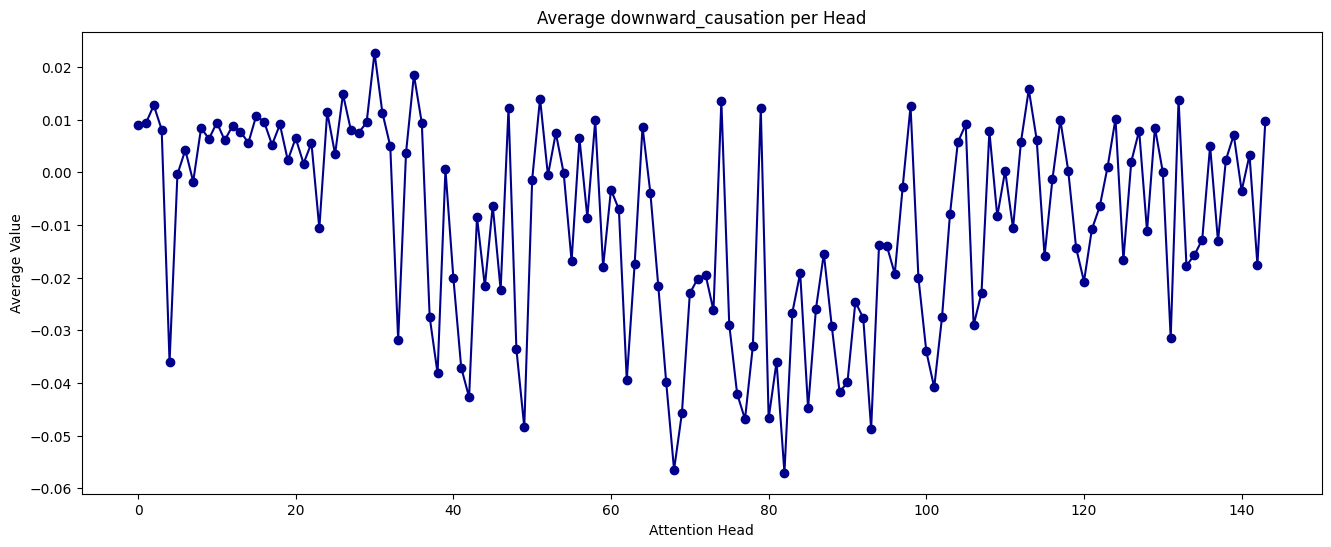 Average downward_causation per Head
Average Value
0.02
0.01
0.00
−0.01
−0.02
−0.03
−0.04
−0.05
−0.06
0 20 40 60 80 100 120 140
Attention Head